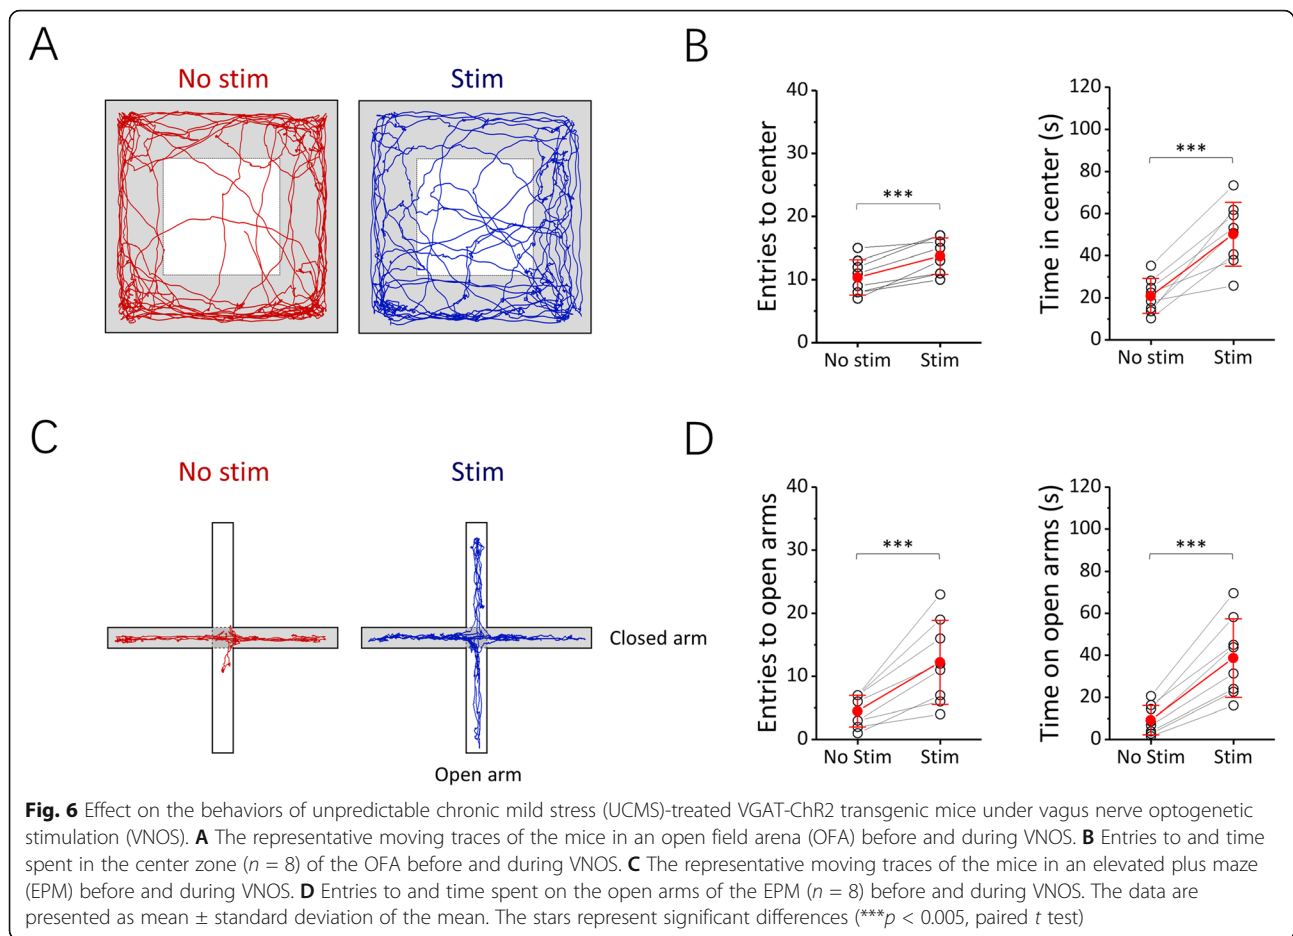 A
No stim
Stim
B
Entries to center
40
30
20
10
0
***
No stim
Stim
Time in center (s)
120
100
80
60
40
20
0
***
No stim
Stim
C
No stim
Stim
Closed arm
Open arm
D
Entries to open arms
40
30
20
10
0
***
No Stim
Stim
Time on open arms (s)
120
100
80
60
40
20
0
***
No Stim
Stim
Fig. 6 Effect on the behaviors of unpredictable chronic mild stress (UCMS)-treated VGAT-ChR2 transgenic mice under vagus nerve optogenetic
stimulation (VNOS). A The representative moving traces of the mice in an open field arena (OFA) before and during VNOS. B Entries to and time
spent in the center zone (n = 8) of the OFA before and during VNOS. C The representative moving traces of the mice in an elevated plus maze
(EPM) before and during VNOS. D Entries to and time spent on the open arms of the EPM (n = 8) before and during VNOS. The data are
presented as mean ± standard deviation of the mean. The stars represent significant differences (***p < 0.005, paired t test)